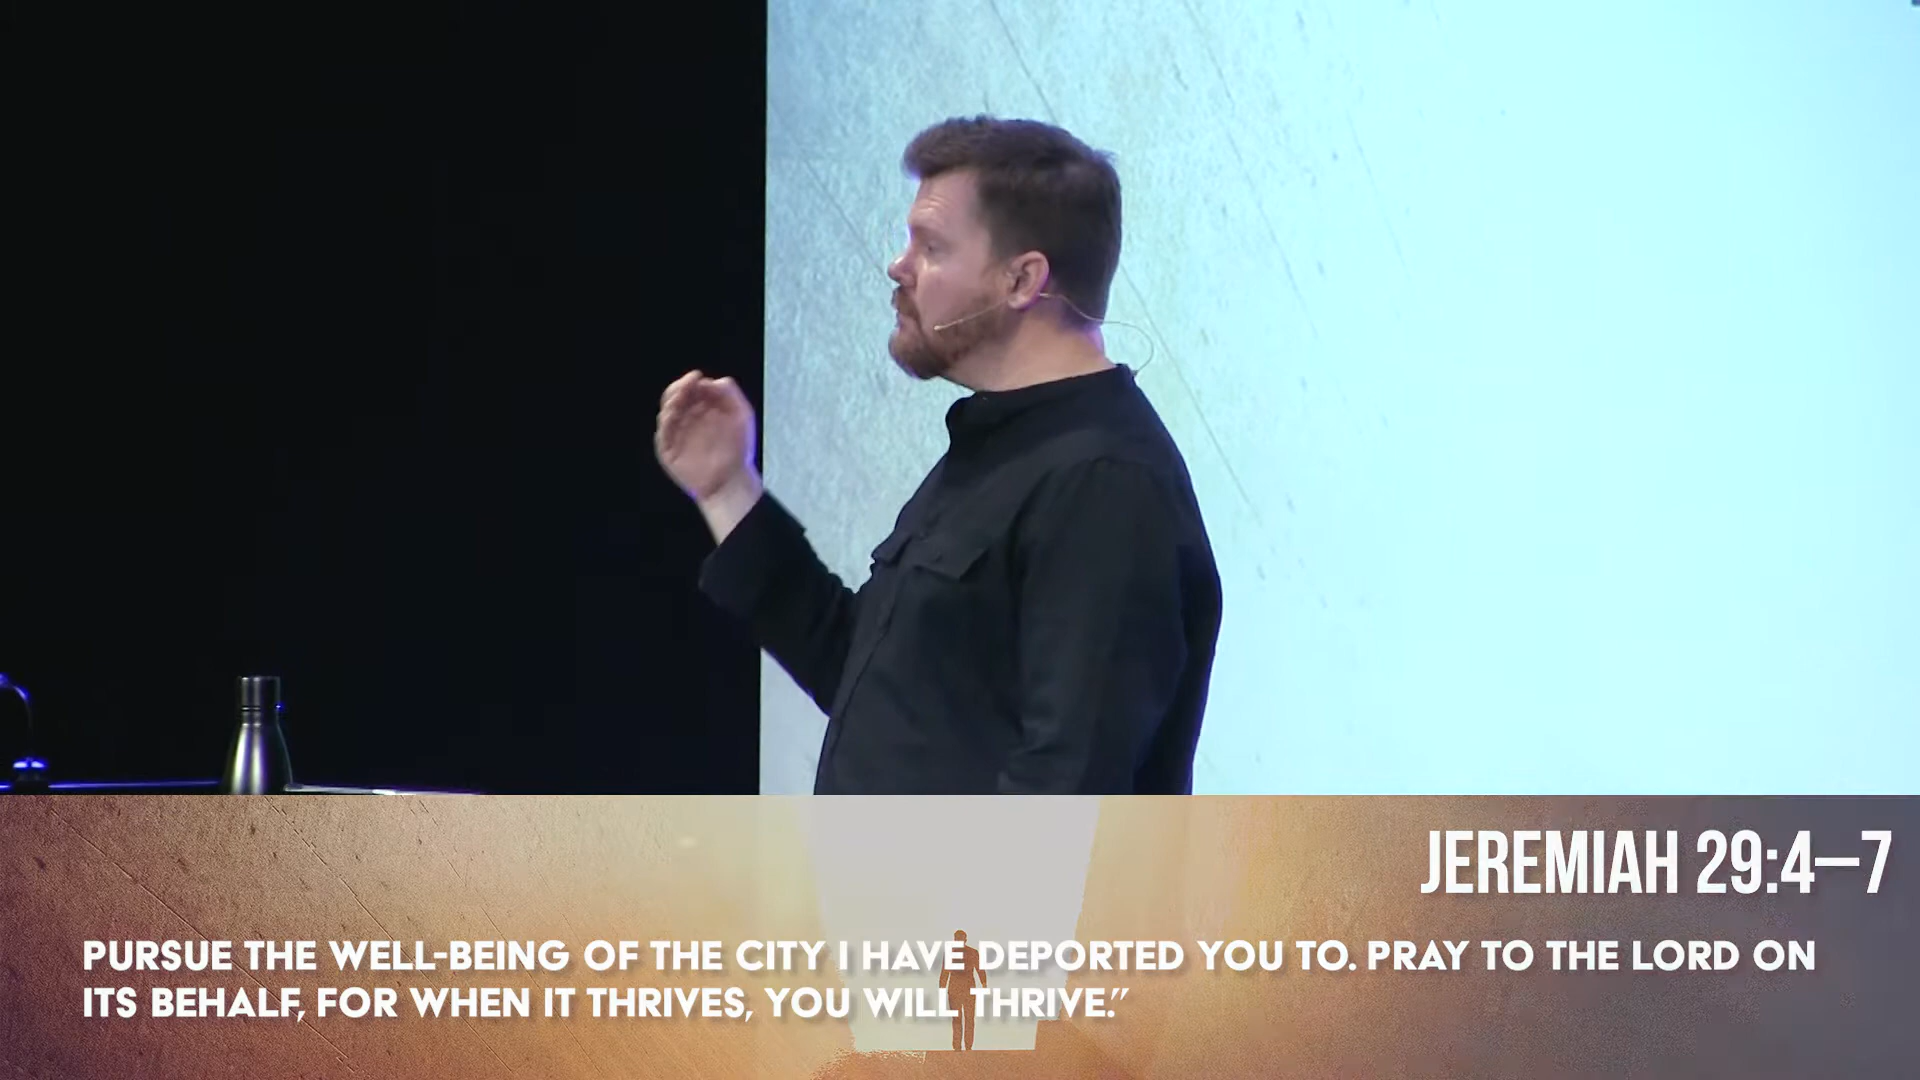 JEREMIAH 29:4–7
PURSUE THE WELL-BEING OF THE CITY I HAVE DEPORTED YOU TO. PRAY TO THE LORD ON
ITS BEHALF, FOR WHEN IT THRIVES, YOU WILL THRIVE.”